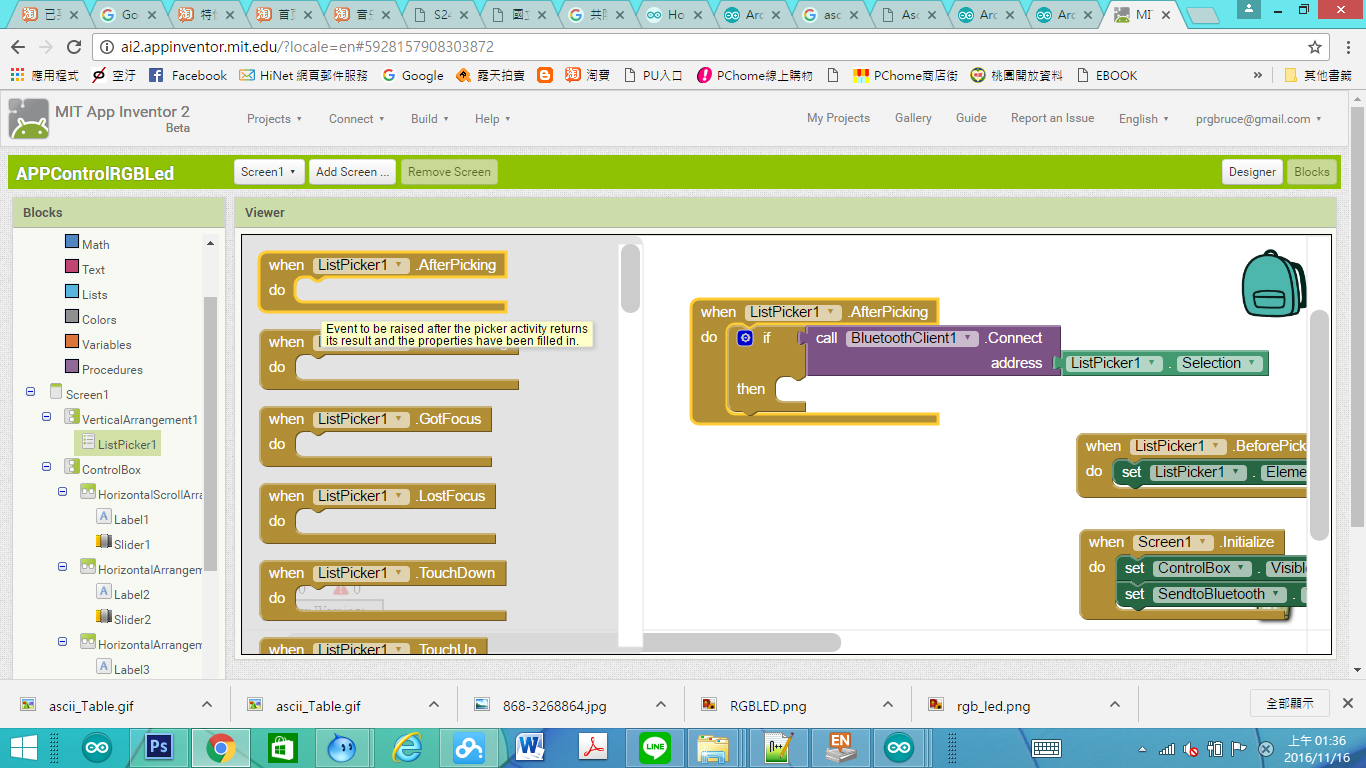 已買
Go
特價
首頁
音樂
S24
國立
共陽
Ho
Ard
asc
Asc
Ard
Ard
MIT
ai2.appinventor.mit.edu/?locale=en#5928157908303872
應用程式
空汙
Facebook
HiNet 網頁郵件服務
Google
露天拍賣
淘寶
PU入口
PChome線上購物
PChome商店街
桃園開放資料
EBOOK
»
其他書籤
MIT App Inventor 2
Beta
Projects
Connect
Build
Help
My Projects
Gallery
Guide
Report an Issue
English
prgbruce@gmail.com
APPControlRGBLed
Screen1
Add Screen ...
Remove Screen
Designer
Blocks
Blocks
Math
Text
Lists
Colors
Variables
Procedures
Screen1
VerticalArrangement1
ListPicker1
ControlBox
HorizontalScrollArra
Label1
Slider1
HorizontalArrangem
Label2
Slider2
HorizontalArrangem
Label3
Viewer
when ListPicker1 .AfterPicking
do
Event to be raised after the picker activity returns
its result and the properties have been filled in.
when
do
when ListPicker1 .GotFocus
do
when ListPicker1 .LostFocus
do
when ListPicker1 .TouchDown
do
0
when ListPicker1 .TouchUp
when ListPicker1 .AfterPicking
do if call BluetoothClient1 .Connect
address ListPicker1 . Selection
then
when ListPicker1 .BeforePick
do set ListPicker1 . Eleme
when Screen1 .Initialize
do set ControlBox . Visibl
set SendtoBluetooth .
ascii_Table.gif
ascii_Table.gif
868-3268864.jpg
RGBLED.png
rgb_led.png
全部顯示
EN
LINE
上午 01:36
2016/11/16